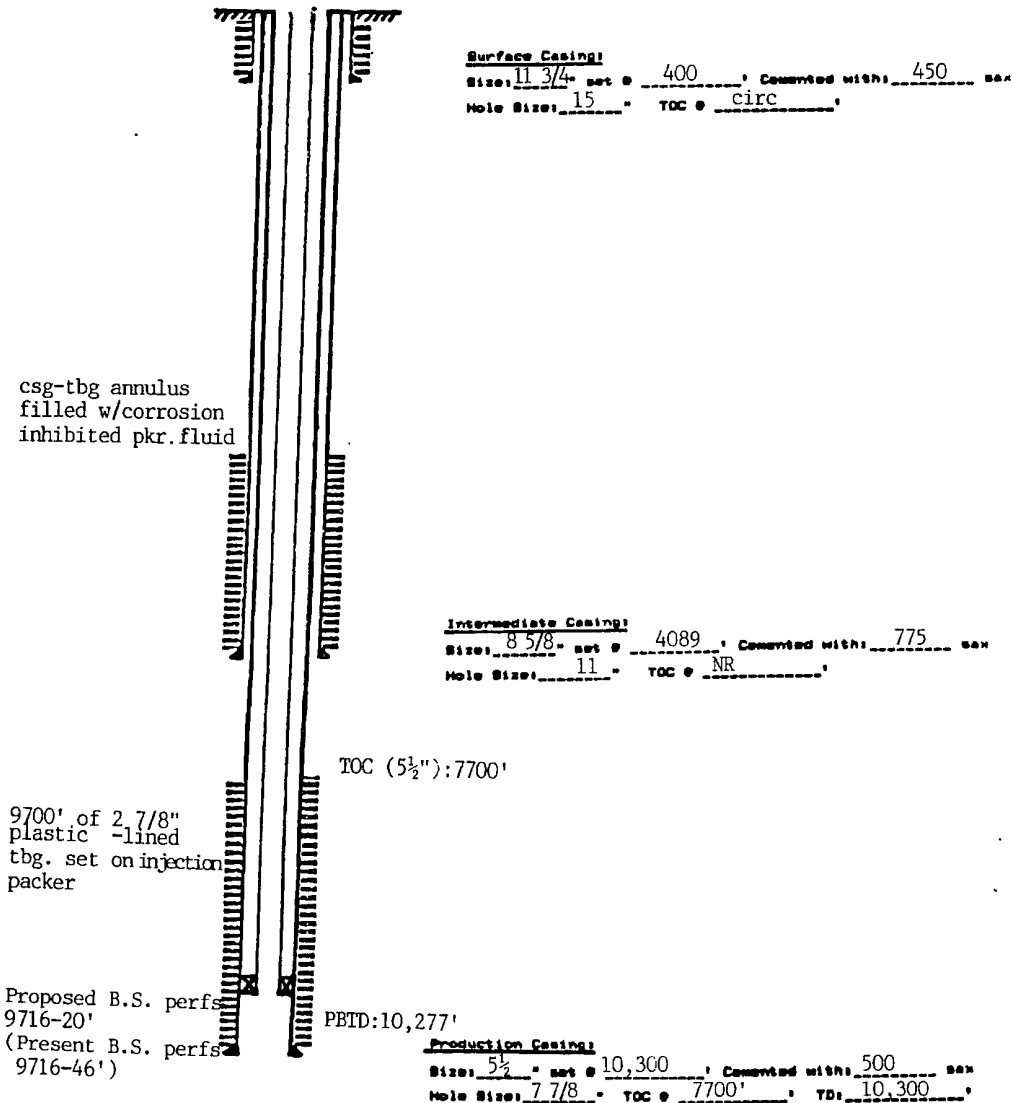 Surface Casing:
Size: 11 3/4" set @ 400' Cemented with: 450 sax
Hole Size: 15" TOC @ circ'
csg-tbg annulus
filled w/corrosion
inhibited pkr.fluid
Intermediate Casing:
Size: 8 5/8" set @ 4089' Cemented with: 775 sax
Hole Size: 11" TOC @ NR'
TOC (5½"):7700'
9700' of 2 7/8"
plastic -lined
tbg. set on injection
packer
Proposed B.S. perfs
9716-20'
(Present B.S. perfs
9716-46')
PBTD:10,277'
Production Casing:
Size: 5½" set @ 10,300' Cemented with: 500 sax
Hole Size: 7 7/8" TOC @ 7700' TD: 10,300'